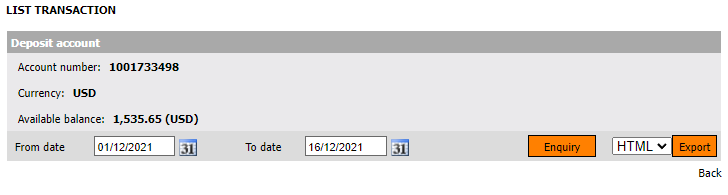 LIST TRANSACTION
Deposit account
Account number: 1001733498
Currency: USD
Available balance: 1,535.65 (USD)
From date 01/12/2021 31 To date 16/12/2021 31 Enquiry HTML Export
Back